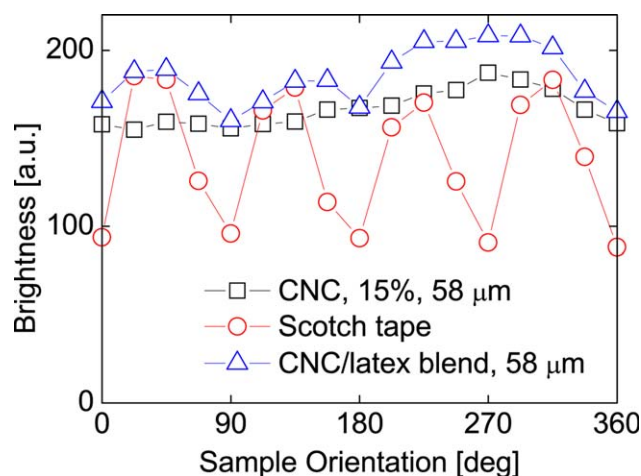 Brightness [a.u.]
200
100
0
CNC, 15%, 58 μm
Scotch tape
CNC/latex blend, 58 μm
0 90 180 270 360
Sample Orientation [deg]